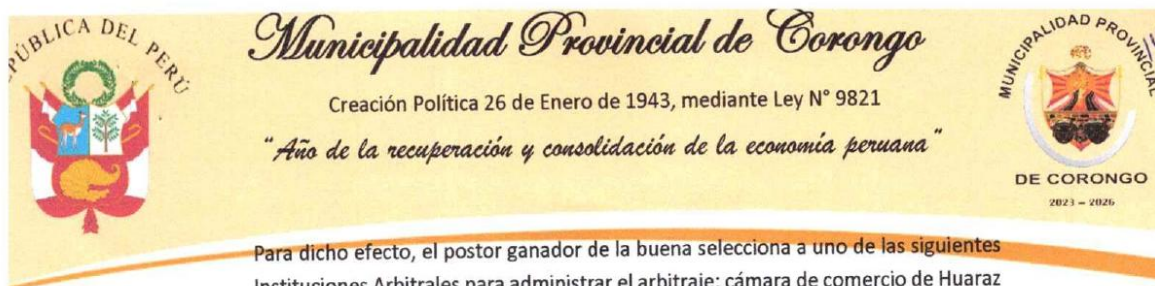 REPÚBLICA DEL PERÚ
Municipalidad Provincial de Corongo
Creación Política 26 de Enero de 1943, mediante Ley N° 9821
"Año de la recuperación y consolidación de la economía peruana"
MUNICIPALIDAD PROVINCIAL
DE CORONGO
2023 – 2026
Para dicho efecto, el postor ganador de la buena selecciona a uno de las siguientes
Instituciones Arbitrales para administrar el arbitraje: cámara de comercio de Huaraz